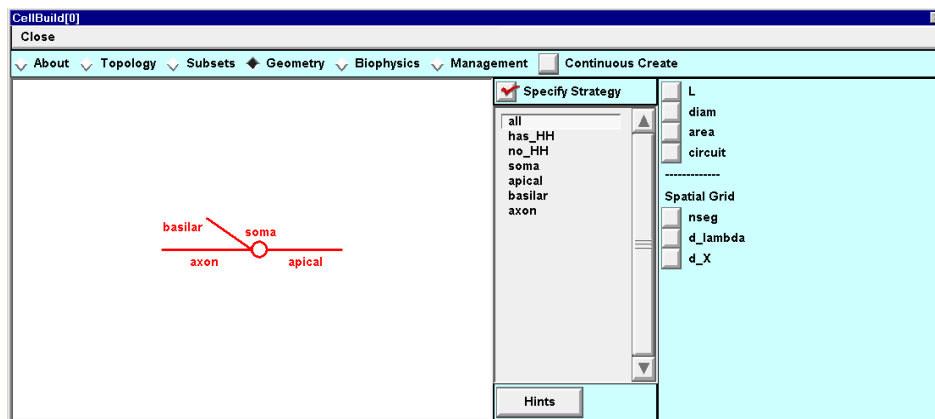 CellBuild[0]
Close
About Topology Subsets Geometry Biophysics Management Continuous Create
basilar
soma
axon
apical
Specify Strategy
all
has_HH
no_HH
soma
apical
basilar
axon
Hints
L
diam
area
circuit
-------------
Spatial Grid
nseg
d_lambda
d_X